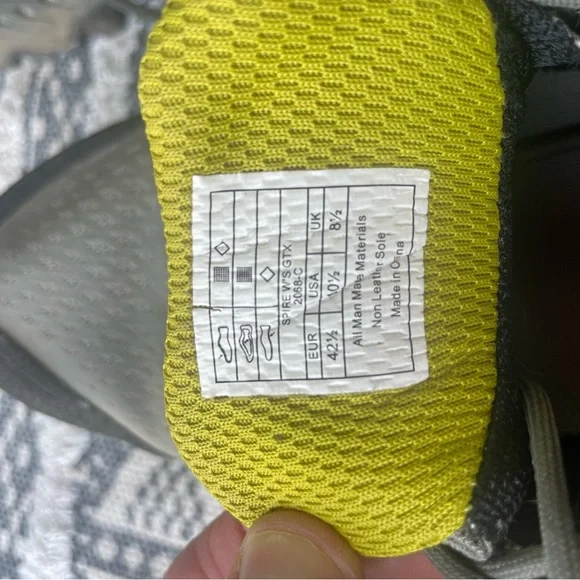 SPIRE W'S GTX
2068-C
EUR USA UK
42½ 10½ 8½
All Man Made Materials
Non Leather Sole
Made in China